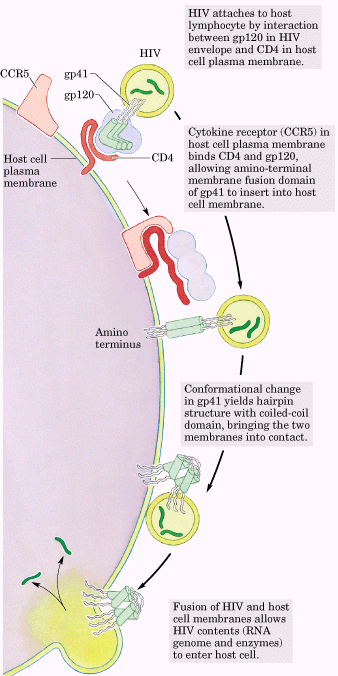 HIV attaches to host
lymphocyte by interaction
between gp120 in HIV
envelope and CD4 in host
cell plasma membrane.
HIV
CCR5
gp41
gp120
Host cell
plasma
membrane
CD4
Cytokine receptor (CCR5) in
host cell plasma membrane
binds CD4 and gp120,
allowing amino-terminal
membrane fusion domain
of gp41 to insert into host
cell membrane.
Amino
terminus
Conformational change
in gp41 yields hairpin
structure with coiled-coil
domain, bringing the two
membranes into contact.
Fusion of HIV and host
cell membranes allows
HIV contents (RNA
genome and enzymes)
to enter host cell.